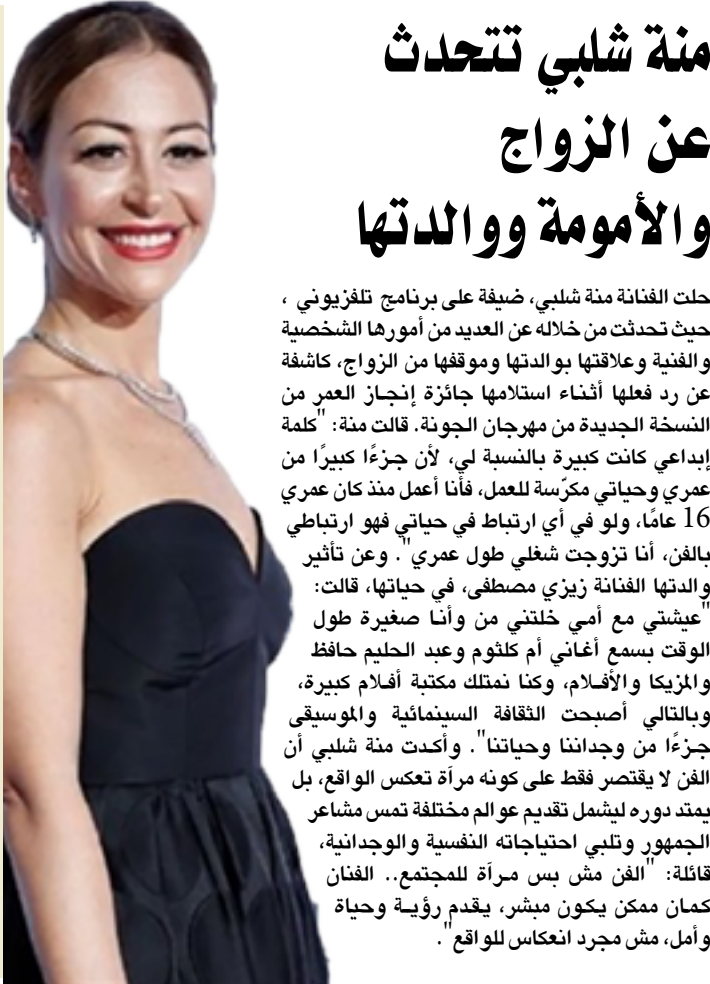 منة شلبي تتحدث
عن الزواج
والأمومة ووالدتها
حلت الفنانة منة شلبي، ضيفة على برنامج تلفزيوني ،
حيث تحدثت من خلاله عن العديد من أمورها الشخصية
والفنية وعلاقتها بوالدتها وموقفها من الزواج، كاشفة
عن رد فعلها أثناء استلامها جائزة إنجاز العمر من
النسخة الجديدة من مهرجان الجونة. قالت منة: "كلمة
إبداعي كانت كبيرة بالنسبة لي، لأن جزءًا كبيرًا من
عمري وحياتي مكرّسة للعمل، فأنا أعمل منذ كان عمري
16 عامًا، ولو في أي ارتباط في حياتي فهو ارتباطي
بالفن، أنا تزوجت شغلي طول عمري". وعن تأثير
والدتها الفنانة زيزي مصطفى، في حياتها، قالت:
"عيشتي مع أمي خلتني من وأنا صغيرة طول
الوقت بسمع أغاني أم كلثوم وعبد الحليم حافظ
والمزيكا والأفلام، وكنا نمتلك مكتبة أفلام كبيرة،
وبالتالي أصبحت الثقافة السينمائية والموسيقى
جزءًا من وجداننا وحياتنا". وأكدت منة شلبي أن
الفن لا يقتصر فقط على كونه مرآة تعكس الواقع، بل
يمتد دوره ليشمل تقديم عوالم مختلفة تمس مشاعر
الجمهور وتلبي احتياجاته النفسية والوجدانية،
قائلة: "الفن مش بس مرآة للمجتمع.. الفنان
كمان ممكن يكون مبشر، يقدم رؤية وحياة
وأمل، مش مجرد انعكاس للواقع".